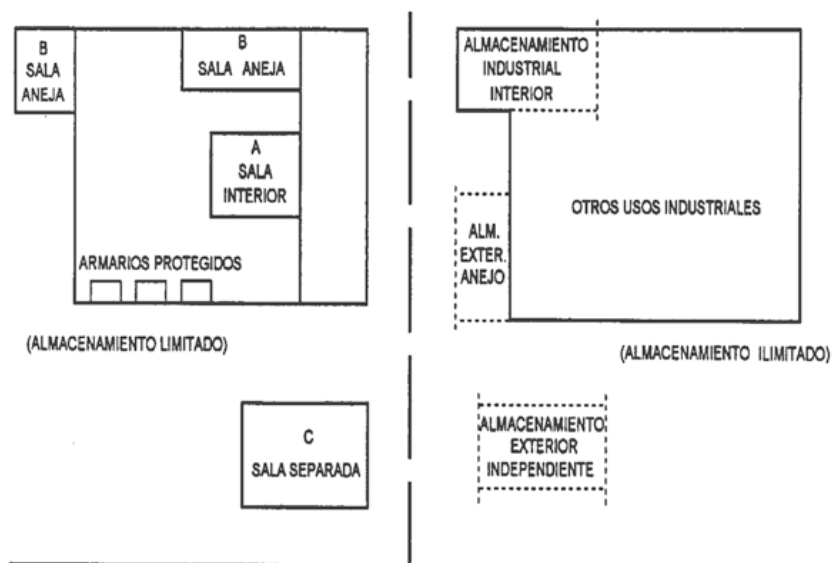 B
SALA
ANEJA
B
SALA ANEJA
A
SALA
INTERIOR
ARMARIOS PROTEGIDOS
(ALMACENAMIENTO LIMITADO)
C
SALA SEPARADA
ALMACENAMIENTO
INDUSTRIAL
INTERIOR
OTROS USOS INDUSTRIALES
ALM.
EXTER.
ANEJO
(ALMACENAMIENTO ILIMITADO)
ALMACENAMIENTO
EXTERIOR
INDEPENDIENTE